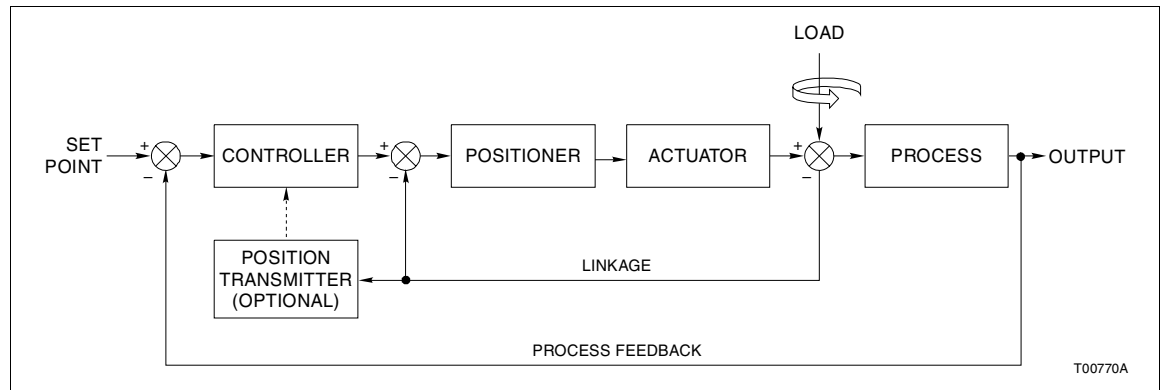 LOAD
SET
POINT
+
−
CONTROLLER
+
−
POSITIONER
ACTUATOR
+
−
PROCESS
OUTPUT
POSITION
TRANSMITTER
(OPTIONAL)
LINKAGE
PROCESS FEEDBACK
T00770A